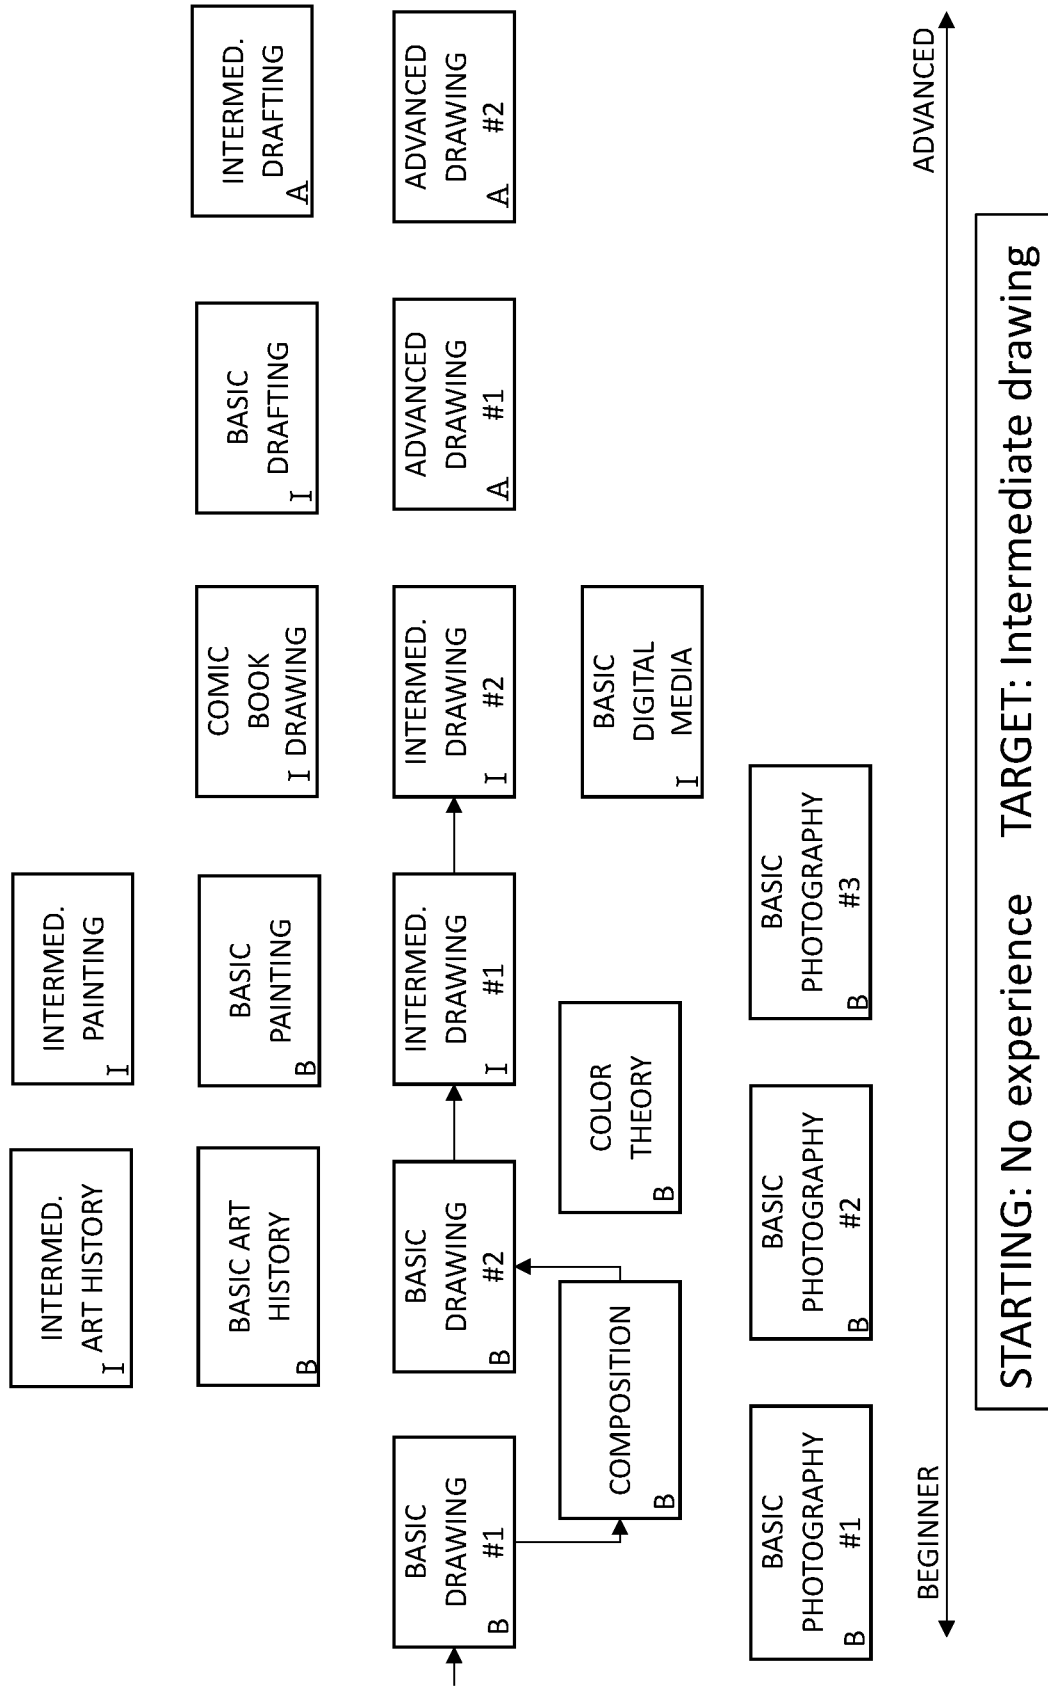 INTERMED.
ART HISTORY
I
INTERMED.
PAINTING
I
BASIC ART
HISTORY
B
BASIC
PAINTING
B
COMIC
BOOK
I DRAWING
BASIC
DRAFTING
I
INTERMED.
DRAFTING
A
BASIC
DRAWING
#1
B
BASIC
DRAWING
#2
B
INTERMED.
DRAWING
#1
I
INTERMED.
DRAWING
#2
I
ADVANCED
DRAWING
#1
A
ADVANCED
DRAWING
#2
A
COMPOSITION
B
COLOR
THEORY
B
BASIC
DIGITAL
MEDIA
I
BASIC
PHOTOGRAPHY
#1
B
BASIC
PHOTOGRAPHY
#2
B
BASIC
PHOTOGRAPHY
#3
B
BEGINNER
ADVANCED
STARTING: No experience TARGET: Intermediate drawing